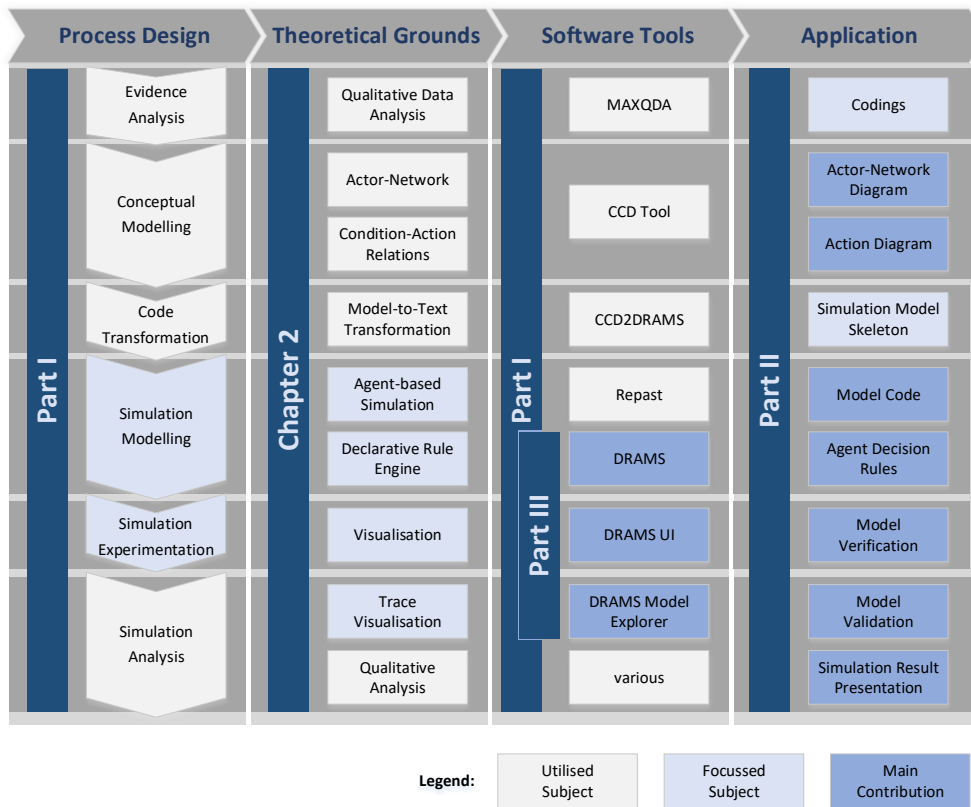 Process Design
Theoretical Grounds
Software Tools
Application
Part I
Evidence
Analysis
Conceptual
Modelling
Code
Transformation
Simulation
Modelling
Simulation
Experimentation
Simulation
Analysis
Chapter 2
Qualitative Data
Analysis
Actor-Network
Condition-Action
Relations
Model-to-Text
Transformation
Agent-based
Simulation
Declarative Rule
Engine
Visualisation
Trace
Visualisation
Qualitative
Analysis
Part I
Part III
MAXQDA
CCD Tool
CCD2DRAMS
Repast
DRAMS
DRAMS UI
DRAMS Model
Explorer
various
Part II
Codings
Actor-Network
Diagram
Action Diagram
Simulation Model
Skeleton
Model Code
Agent Decision
Rules
Model
Verification
Model
Validation
Simulation Result
Presentation
Legend:
Utilised
Subject
Focussed
Subject
Main
Contribution